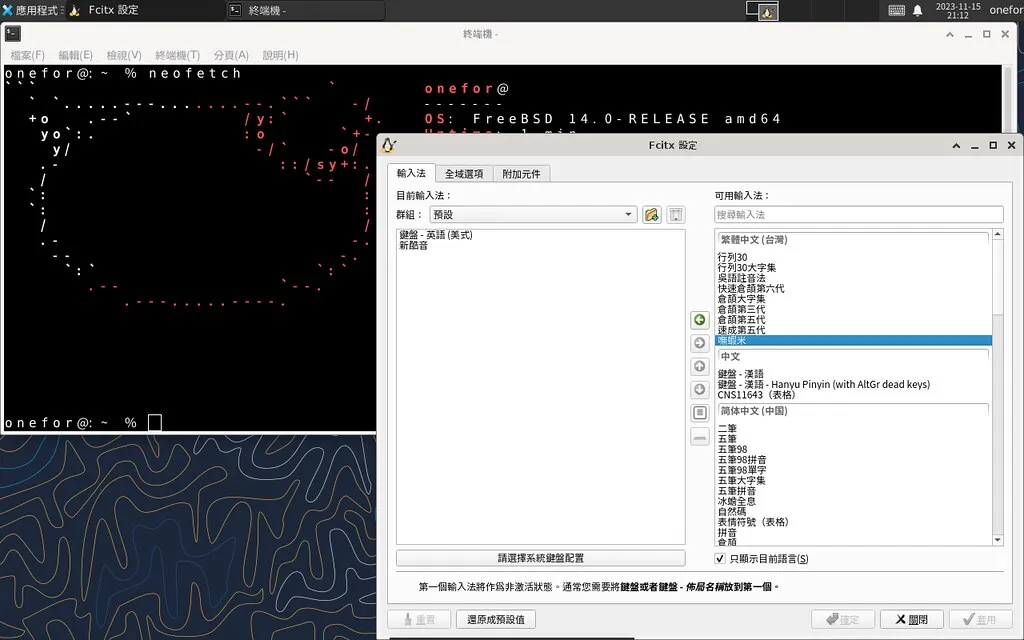 應用程式
Fcitx 設定
終端機 -
2023-11-15
21:12
onefor
終端機 -
檔案(F) 編輯(E) 檢視(V) 終端機(T) 分頁(A) 說明(H)
onefor@:~ % neofetch
onefor@
-------
OS: FreeBSD 14.0-RELEASE amd64
Uptime: 1 min
onefor@:~ %
Fcitx 設定
輸入法 全域選項 附加元件
目前輸入法：
群組： 預設
鍵盤 - 英語 (美式)
新酷音
請選擇系統鍵盤配置
可用輸入法：
搜尋輸入法
繁體中文 (台灣)
行列30
行列30大字集
吳語註音法
快速倉頡第六代
倉頡大字集
倉頡第三代
倉頡第五代
速成第五代
嘸蝦米
中文
鍵盤 - 漢語
鍵盤 - 漢語 - Hanyu Pinyin (with AltGr dead keys)
CNS11643（表格）
简体中文 (中国)
二筆
五筆
五筆98
五筆98拼音
五筆98單字
五筆大字集
五筆拼音
冰蟾全息
自然碼
表情符號（表格）
拼音
倉頡
只顯示目前語言(S)
第一個輸入法將作爲非激活狀態。通常您需要將鍵盤或者鍵盤 - 佈局名稱放到第一個。
重置 還原成預設值 確定 關閉 套用